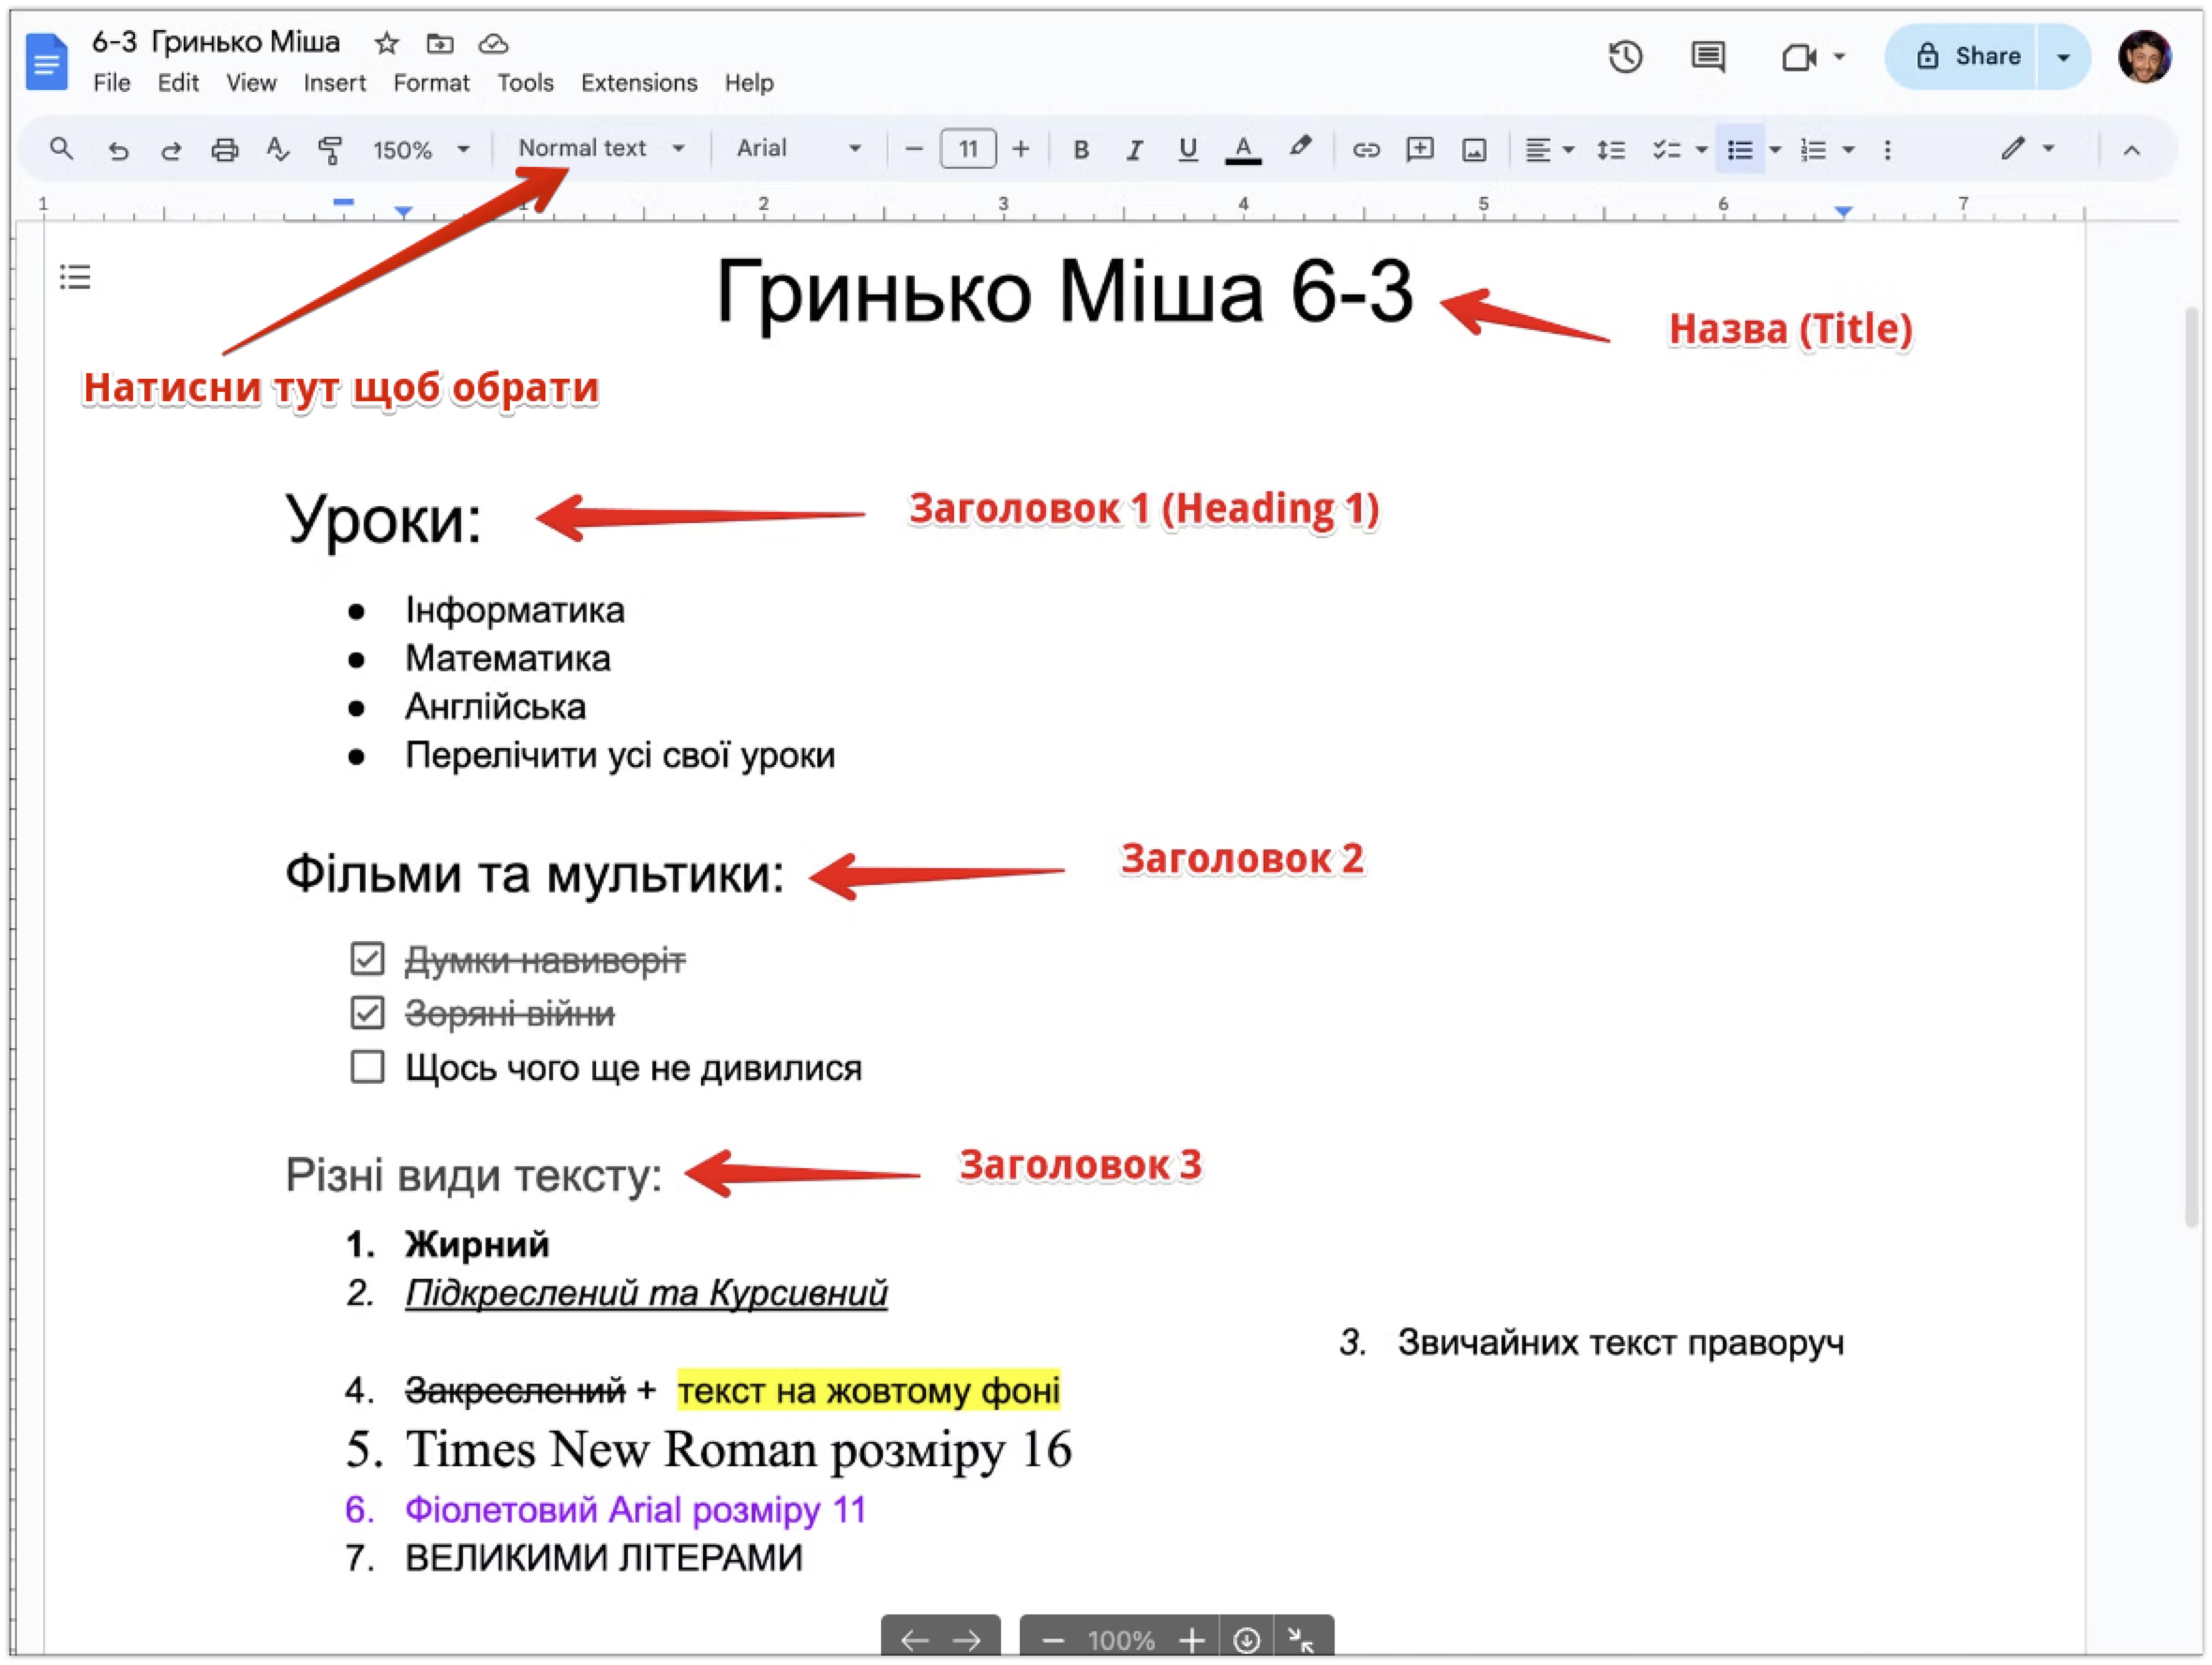 6-3 Гринько Міша
File Edit View Insert Format Tools Extensions Help
Share
150% Normal text Arial 11 B I U A
1 1 2 3 4 5 6 7
Гринько Міша 6-3
Назва (Title)
Натисни тут щоб обрати
Уроки:
Заголовок 1 (Heading 1)
● Інформатика
● Математика
● Англійська
● Перелічити усі свої уроки
Фільми та мультики:
Заголовок 2
Думки навиворіт
Зоряні війни
Щось чого ще не дивилися
Різні види тексту:
Заголовок 3
1. Жирний
2. Підкреслений та Курсивний
3. Звичайних текст праворуч
4. Закреслений + текст на жовтому фоні
5. Times New Roman розміру 16
6. Фіолетовий Arial розміру 11
7. ВЕЛИКИМИ ЛІТЕРАМИ
100%